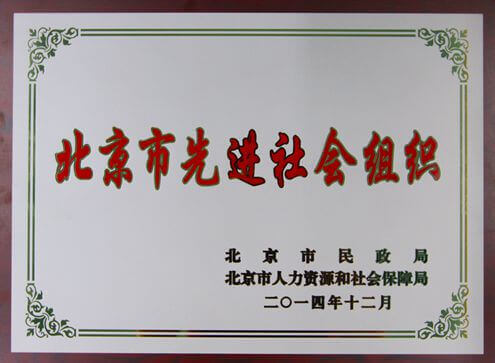 北京市先进社会组织
北京市民政局
北京市人力资源和社会保障局
二〇一四年十二月